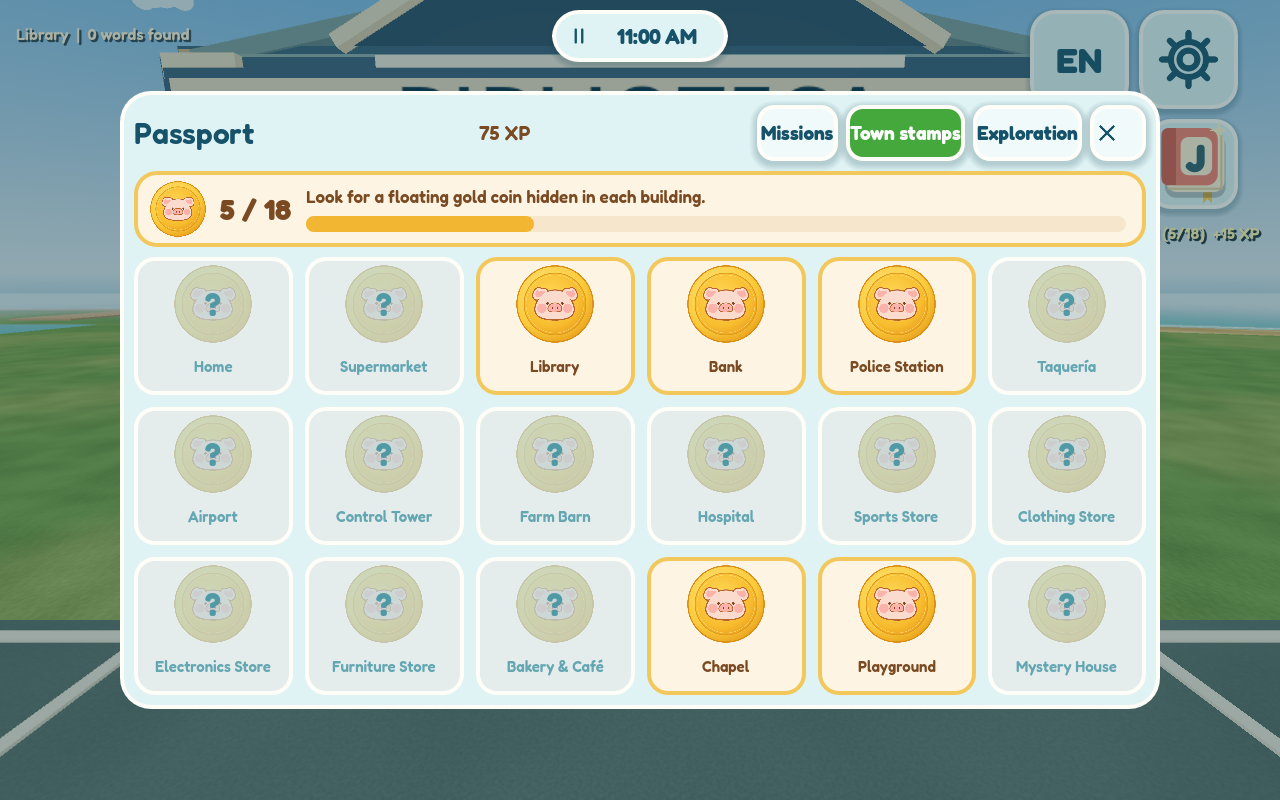 Library | 0 words found
11:00 AM
EN
BIBLIOTECA
Passport
75 XP
Missions
Town stamps
Exploration
J
5 / 18
Look for a floating gold coin hidden in each building.
(5/18) +15 XP
Home
Supermarket
Library
Bank
Police Station
Taquería
Airport
Control Tower
Farm Barn
Hospital
Sports Store
Clothing Store
Electronics Store
Furniture Store
Bakery & Café
Chapel
Playground
Mystery House